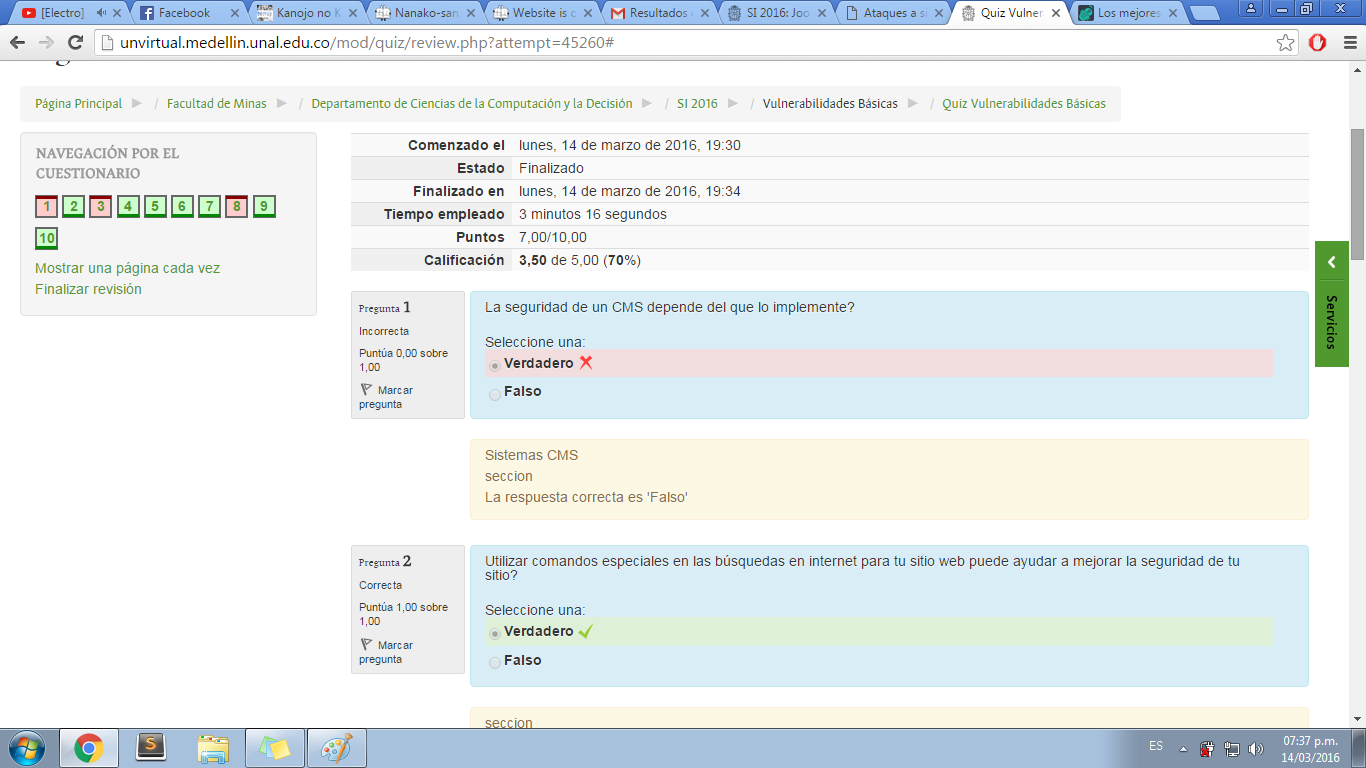 [Electro]
Facebook
Kanojo no K
Nanako-san
Website is o
Gmail Resultados
SI 2016: Joo
Ataques a si
Quiz Vulner
Los mejores
unvirtual.medellin.unal.edu.co/mod/quiz/review.php?attempt=45260#
Página Principal / Facultad de Minas / Departamento de Ciencias de la Computación y la Decisión / SI 2016 / Vulnerabilidades Básicas / Quiz Vulnerabilidades Básicas
NAVEGACIÓN POR EL
CUESTIONARIO
1 2 3 4 5 6 7 8 9
10
Mostrar una página cada vez
Finalizar revisión
Comenzado el lunes, 14 de marzo de 2016, 19:30
Estado Finalizado
Finalizado en lunes, 14 de marzo de 2016, 19:34
Tiempo empleado 3 minutos 16 segundos
Puntos 7,00/10,00
Calificación 3,50 de 5,00 (70%)
Servicios
Pregunta 1
Incorrecta
Puntúa 0,00 sobre
1,00
Marcar
pregunta
La seguridad de un CMS depende del que lo implemente?
Seleccione una:
Verdadero
Falso
Sistemas CMS
seccion
La respuesta correcta es 'Falso'
Pregunta 2
Correcta
Puntúa 1,00 sobre
1,00
Marcar
pregunta
Utilizar comandos especiales en las búsquedas en internet para tu sitio web puede ayudar a mejorar la seguridad de tu
sitio?
Seleccione una:
Verdadero
Falso
seccion
ES
07:37 p.m.
14/03/2016